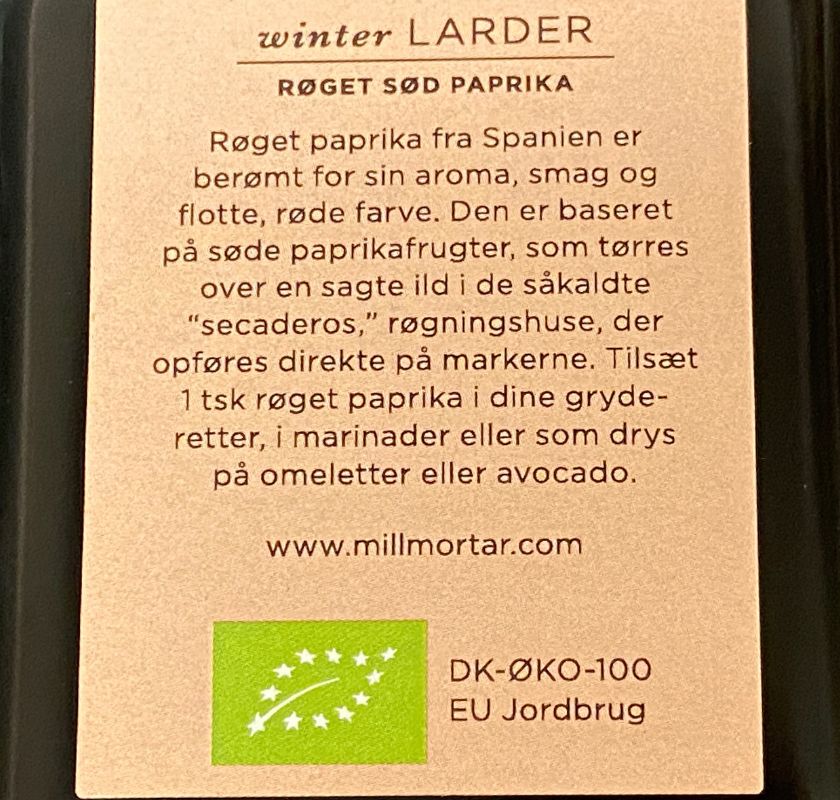 winter LARDER
RØGET SØD PAPRIKA
Røget paprika fra Spanien er
berømt for sin aroma, smag og
flotte, røde farve. Den er baseret
på søde paprikafrugter, som tørres
over en sagte ild i de såkaldte
“secaderos,” røgningshuse, der
opføres direkte på markerne. Tilsæt
1 tsk røget paprika i dine gryde-
retter, i marinader eller som drys
på omeletter eller avocado.
www.millmortar.com
DK-ØKO-100
EU Jordbrug